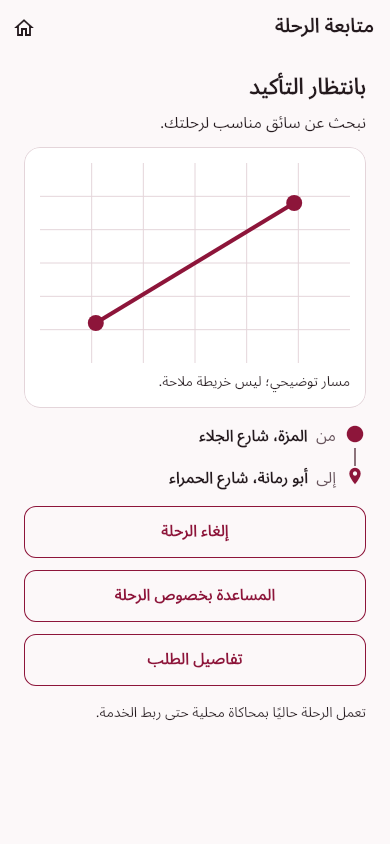 متابعة الرحلة
بانتظار التأكيد
نبحث عن سائق مناسب لرحلتك.
مسار توضيحي؛ ليس خريطة ملاحة.
من المزة، شارع الجلاء
إلى أبو رمانة، شارع الحمراء
إلغاء الرحلة
المساعدة بخصوص الرحلة
تفاصيل الطلب
تعمل الرحلة حاليًا بمحاكاة محلية حتى ربط الخدمة.